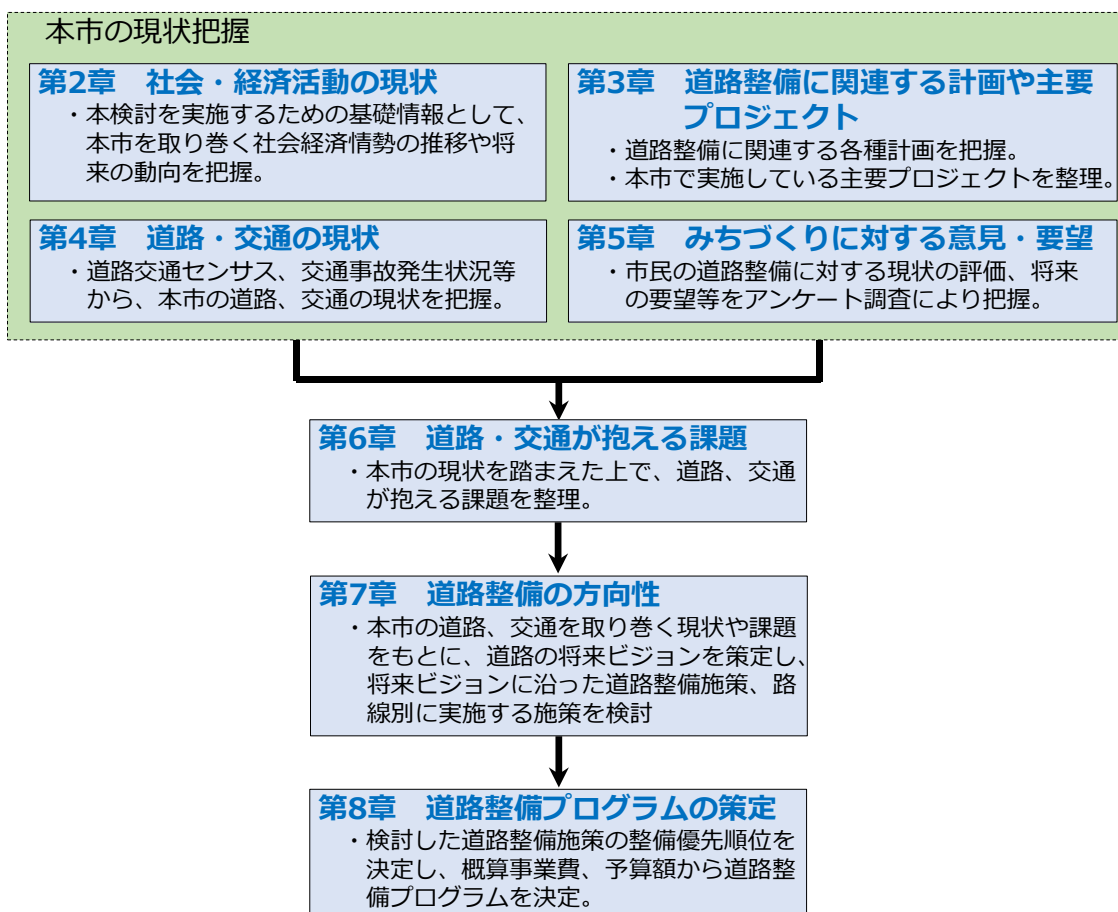 本市の現状把握
第2章　社会・経済活動の現状
・本検討を実施するための基礎情報として、
本市を取り巻く社会経済情勢の推移や将
来の動向を把握。
第3章　道路整備に関連する計画や主要
プロジェクト
・道路整備に関連する各種計画を把握。
・本市で実施している主要プロジェクトを整理。
第4章　道路・交通の現状
・道路交通センサス、交通事故発生状況等
から、本市の道路、交通の現状を把握。
第5章　みちづくりに対する意見・要望
・市民の道路整備に対する現状の評価、将来
の要望等をアンケート調査により把握。
第6章　道路・交通が抱える課題
・本市の現状を踏まえた上で、道路、交通
が抱える課題を整理。
第7章　道路整備の方向性
・本市の道路、交通を取り巻く現状や課題
をもとに、道路の将来ビジョンを策定し、
将来ビジョンに沿った道路整備施策、路
線別に実施する施策を検討
第8章　道路整備プログラムの策定
・検討した道路整備施策の整備優先順位を
決定し、概算事業費、予算額から道路整
備プログラムを決定。